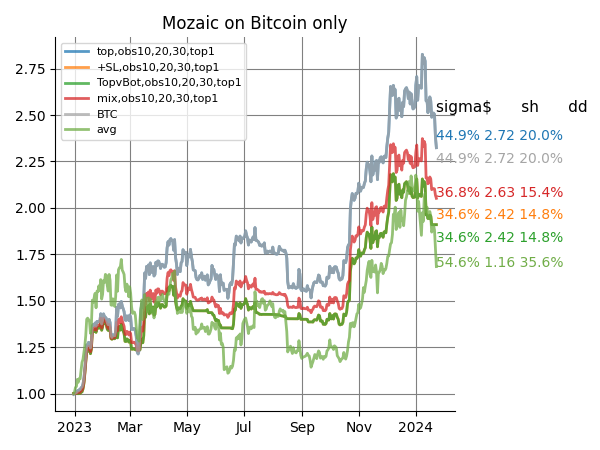 Mozaic on Bitcoin only
top,obs10,20,30,top1
+SL,obs10,20,30,top1
TopvBot,obs10,20,30,top1
mix,obs10,20,30,top1
BTC
avg
2.75
2.50
2.25
2.00
1.75
1.50
1.25
1.00
sigma$ sh dd
44.9% 2.72 20.0%
44.9% 2.72 20.0%
36.8% 2.63 15.4%
34.6% 2.42 14.8%
34.6% 2.42 14.8%
54.6% 1.16 35.6%
2023 Mar May Jul Sep Nov 2024